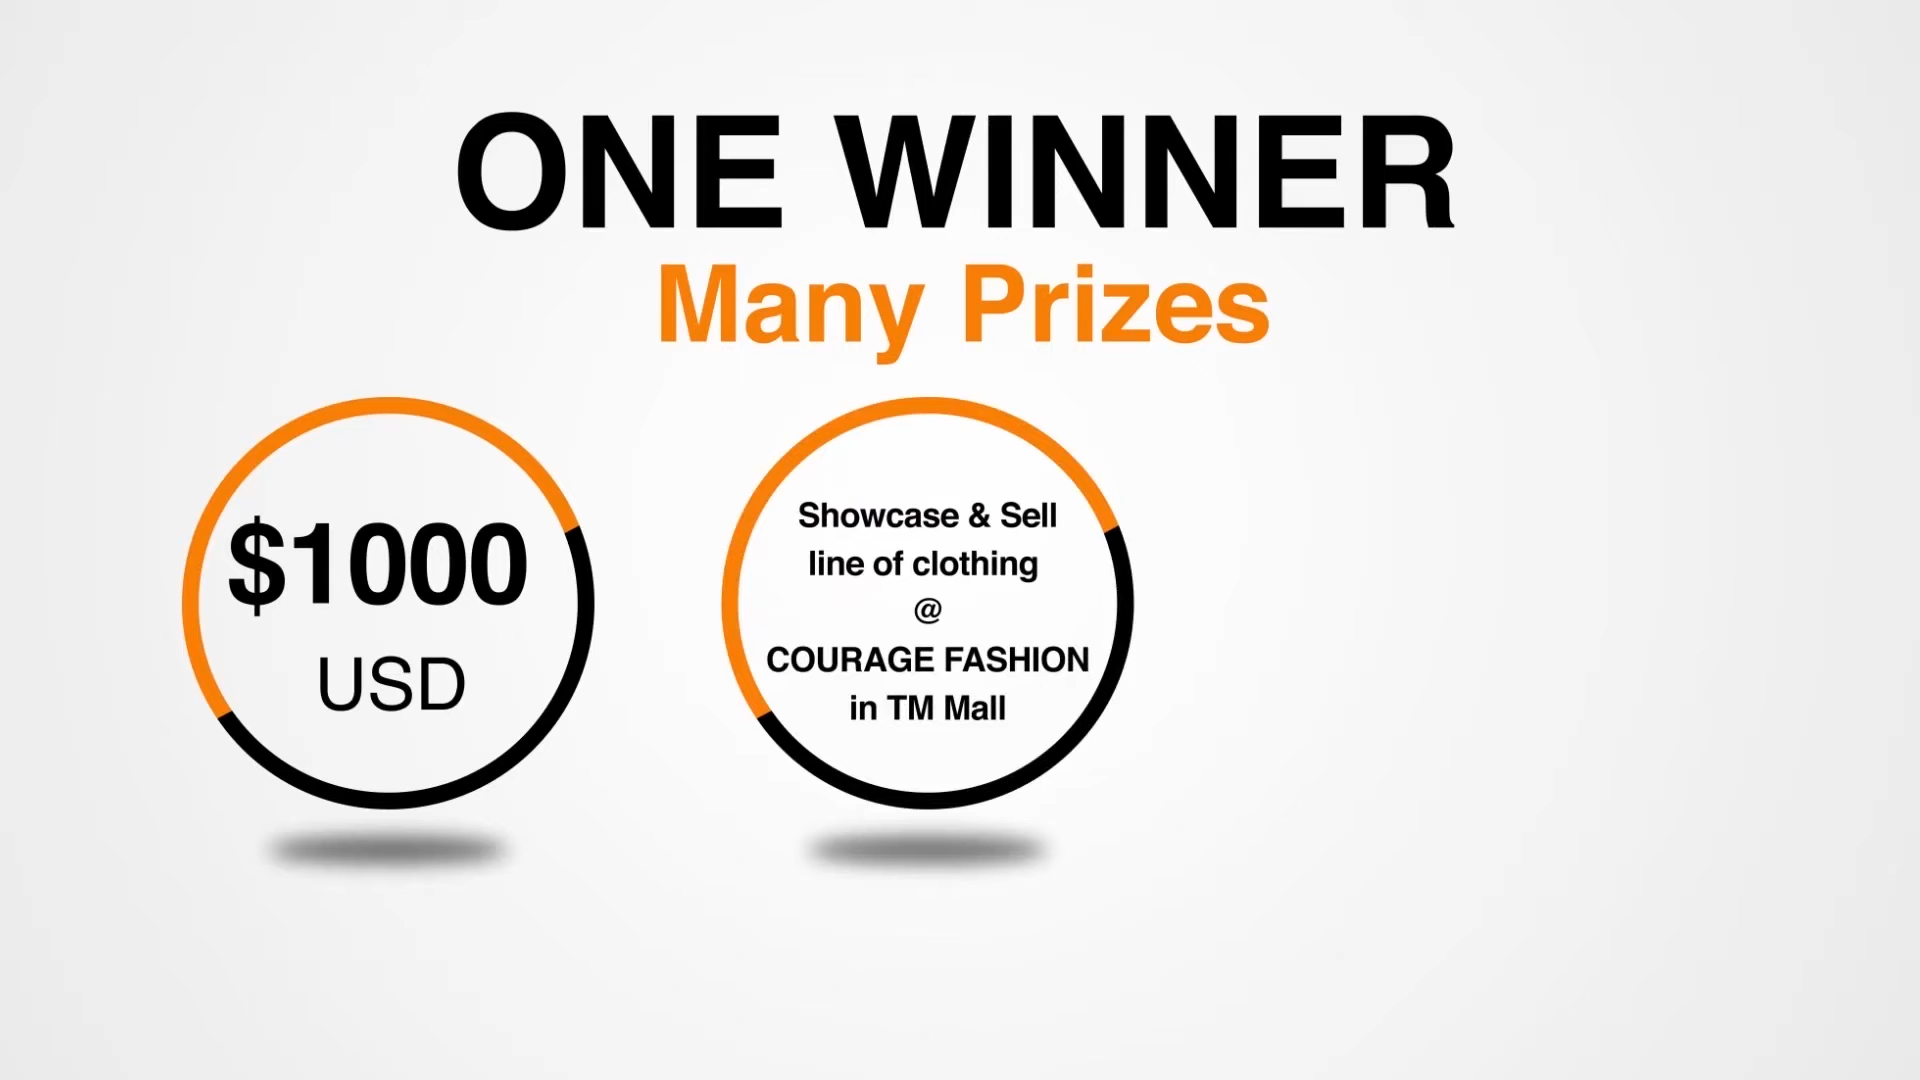 ONE WINNER
Many Prizes
$1000
USD
Showcase & Sell
line of clothing
@
COURAGE FASHION
in TM Mall